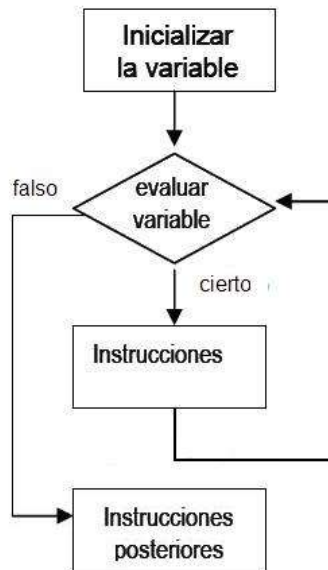 Inicializar
la variable
falso
evaluar
variable
cierto
Instrucciones
Instrucciones
posteriores